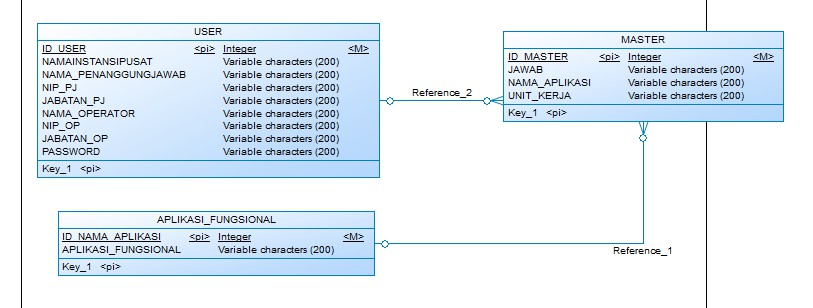 USER
ID_USER <pi> Integer <M>
NAMAINSTANSIPUSAT Variable characters (200)
NAMA_PENANGGUNGJAWAB Variable characters (200)
NIP_PJ Variable characters (200)
JABATAN_PJ Variable characters (200)
NAMA_OPERATOR Variable characters (200)
NIP_OP Variable characters (200)
JABATAN_OP Variable characters (200)
PASSWORD Variable characters (200)
Key_1 <pi>
Reference_2
MASTER
ID_MASTER <pi> Integer <M>
JAWAB Variable characters (200)
NAMA_APLIKASI Variable characters (200)
UNIT_KERJA Variable characters (200)
Key_1 <pi>
APLIKASI_FUNGSIONAL
ID_NAMA_APLIKASI <pi> Integer <M>
APLIKASI_FUNGSIONAL Variable characters (200)
Key_1 <pi>
Reference_1